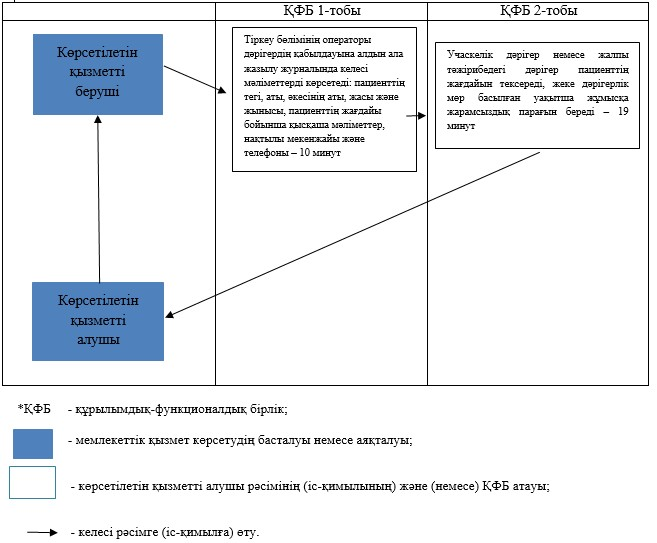 ҚФБ 1-тобы
ҚФБ 2-тобы
Көрсетілетін
қызметті
беруші
Тіркеу бөлімінің операторы
дәрігердің қабылдауына алдын ала
жазылу журналында келесі
мәліметтерді көрсетеді: пациенттің
тегі, аты, әкесінің аты, жасы және
жынысы, пациенттің жағдайы
бойынша қысқаша мәліметтер,
нақтылы мекенжайы және
телефоны – 10 минут
Учаскелік дәрігер немесе жалпы
тәжірибедегі дәрігер пациенттің
жағдайын тексереді, жеке дәрігерлік
мөр басылған уақытша жұмысқа
жарамсыздық парағын береді – 19
минут
Көрсетілетін
қызметті
алушы
*ҚФБ - құрылымдық-функционалдық бірлік;
- мемлекеттік қызмет көрсетудің басталуы немесе аяқталуы;
- көрсетілетін қызметті алушы рәсімінің (іс-қимылының) және (немесе) ҚФБ атауы;
- келесі рәсімге (іс-қимылға) өту.